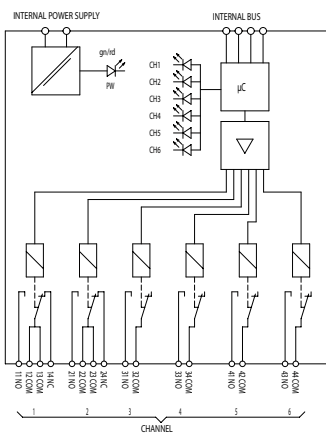 INTERNAL POWER SUPPLY
INTERNAL BUS
gn/rd
PW
CH1
CH2
CH3
CH4
CH5
CH6
µC
11 NO
12 COM
13 COM
14 NC
21 NO
22 COM
23 COM
24 NC
31 NO
32 COM
33 NO
34 COM
41 NO
42 COM
43 NO
44 COM
1 2 3 4 5 6
CHANNEL